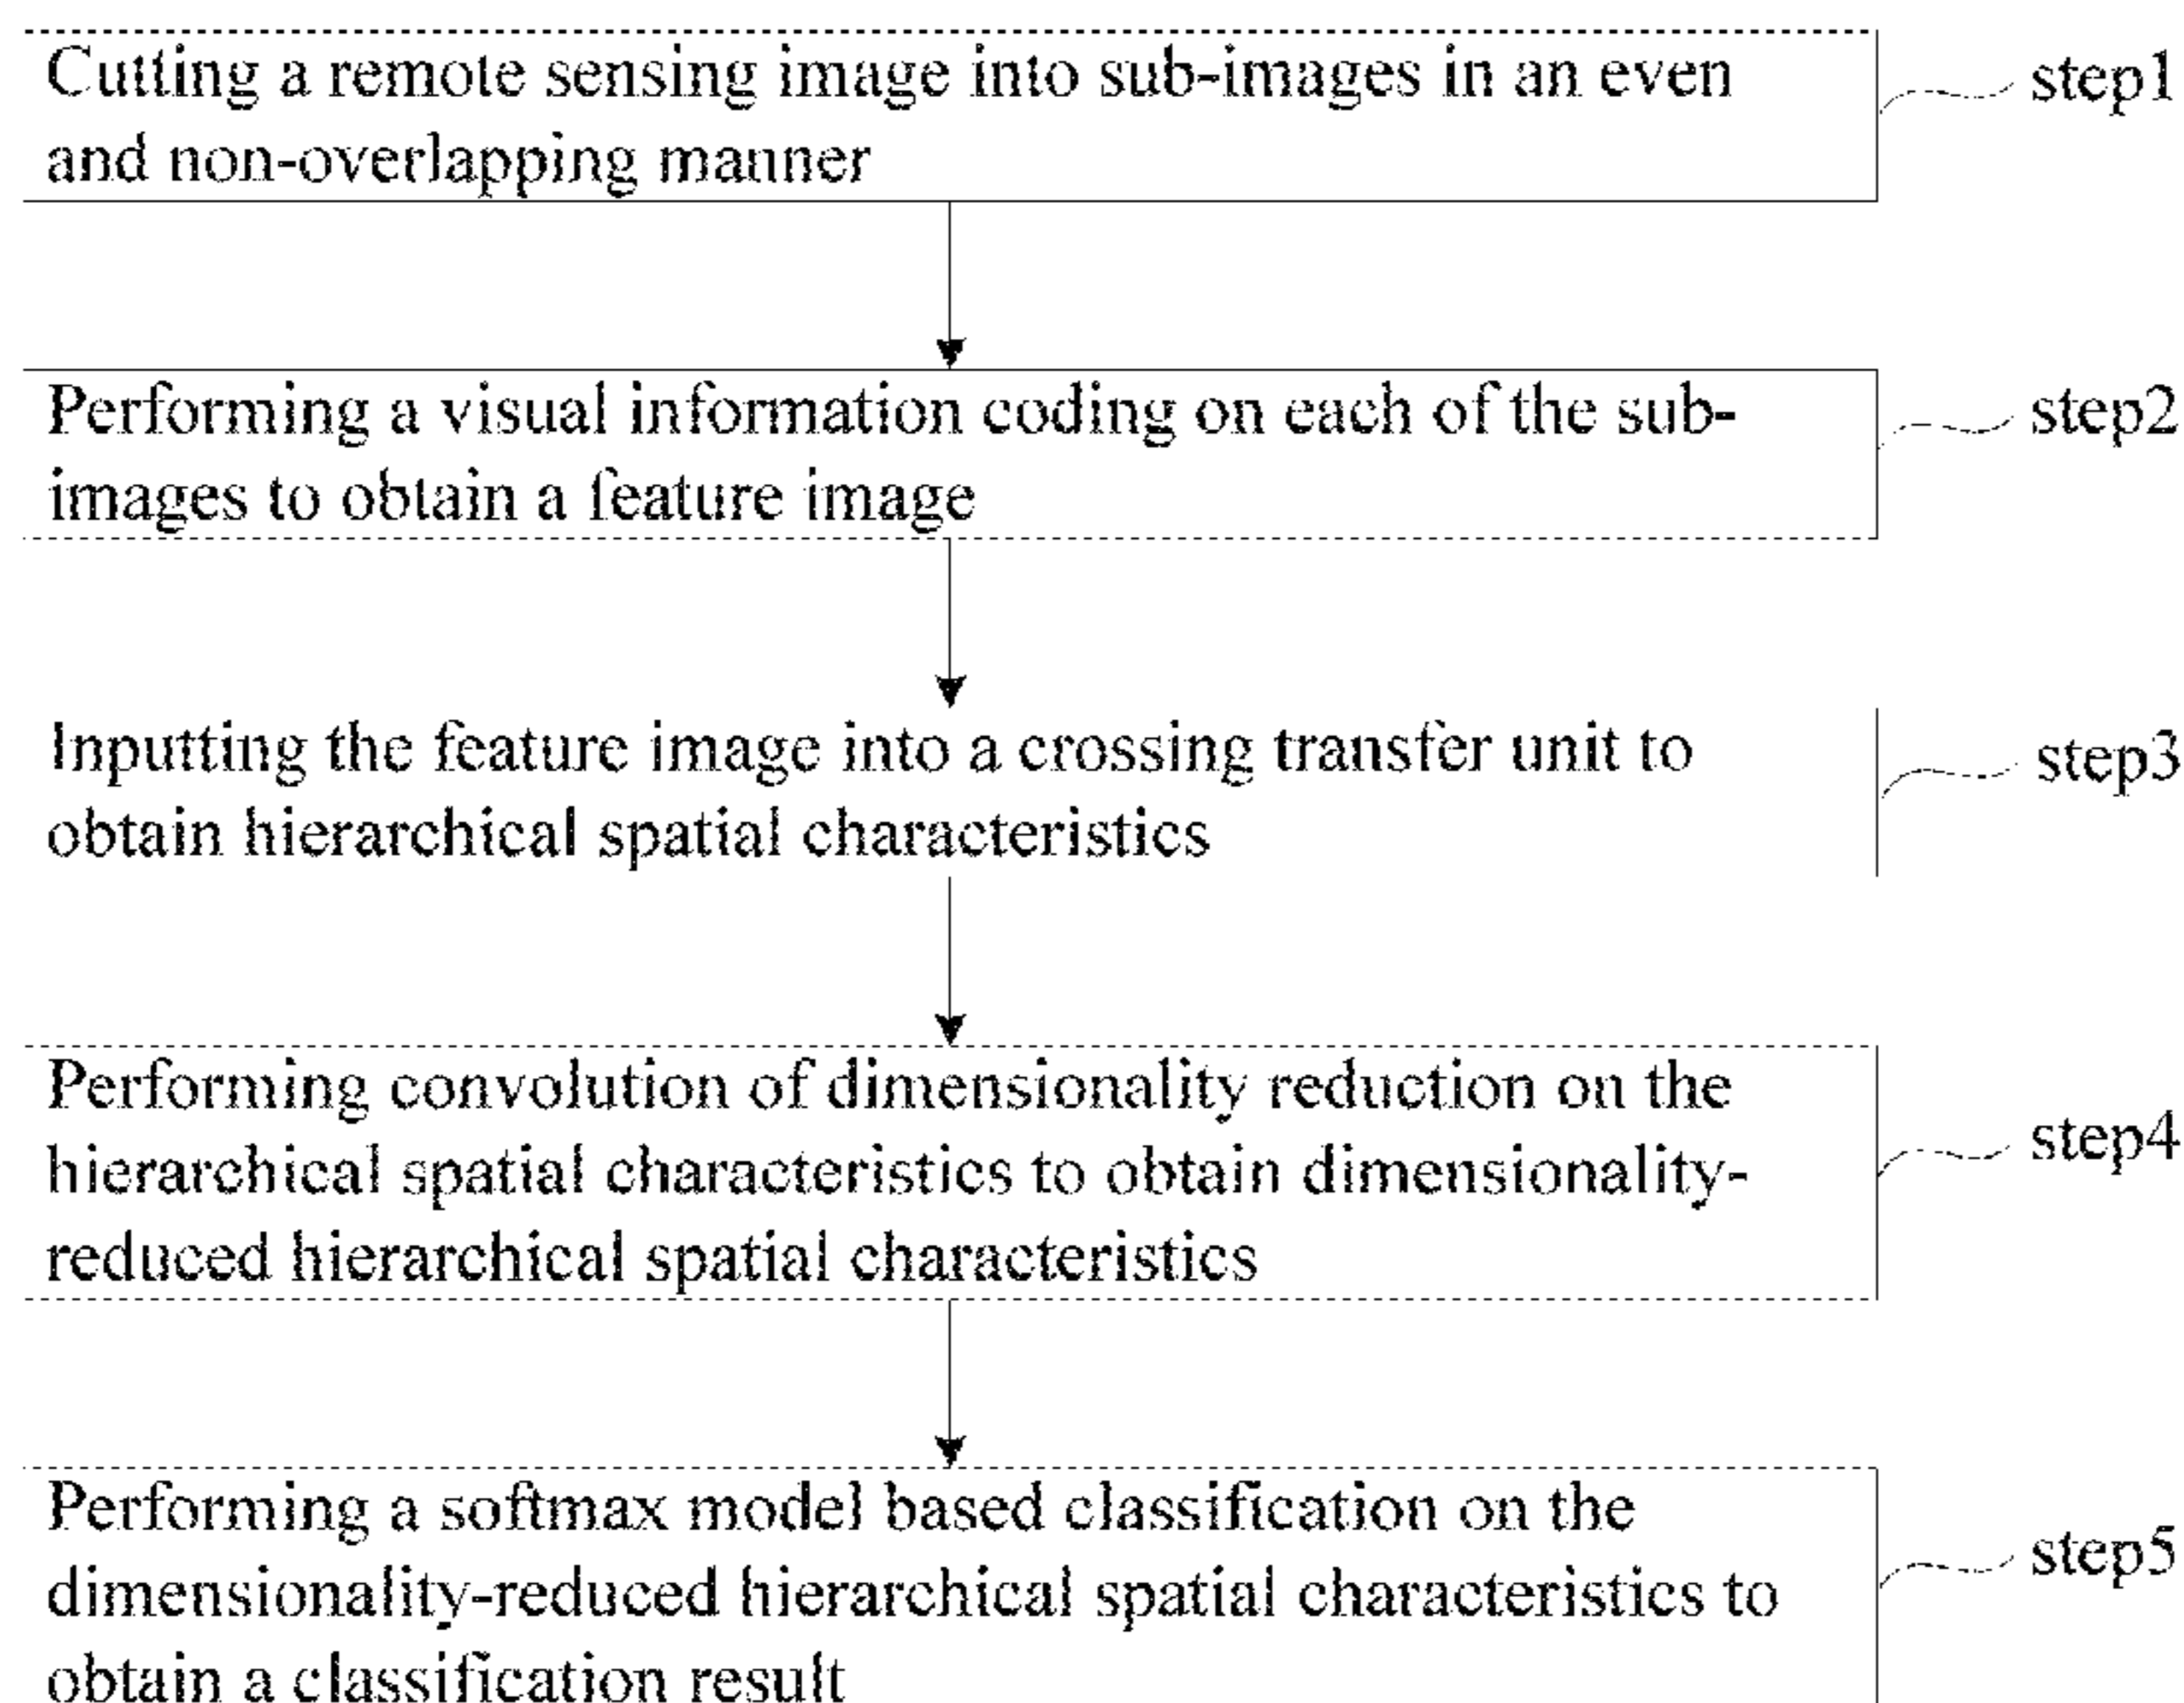 Cutting a remote sensing image into sub-images in an even
and non-overlapping manner
step1
Performing a visual information coding on each of the sub-
images to obtain a feature image
step2
Inputting the feature image into a crossing transfer unit to
obtain hierarchical spatial characteristics
step3
Performing convolution of dimensionality reduction on the
hierarchical spatial characteristics to obtain dimensionality-
reduced hierarchical spatial characteristics
step4
Performing a softmax model based classification on the
dimensionality-reduced hierarchical spatial characteristics to
obtain a classification result
step5